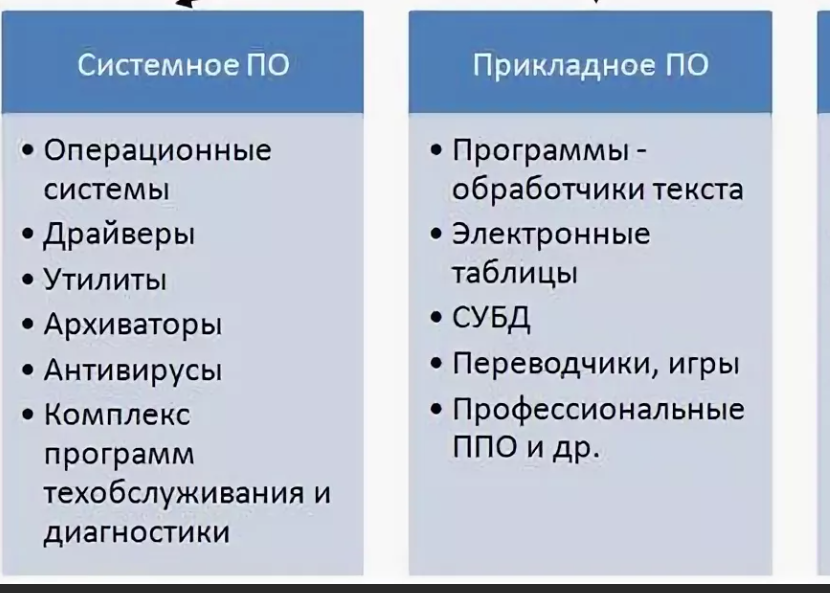 Системное ПО
• Операционные
системы
• Драйверы
• Утилиты
• Архиваторы
• Антивирусы
• Комплекс
программ
техобслуживания и
диагностики
Прикладное ПО
• Программы -
обработчики текста
• Электронные
таблицы
• СУБД
• Переводчики, игры
• Профессиональные
ППО и др.